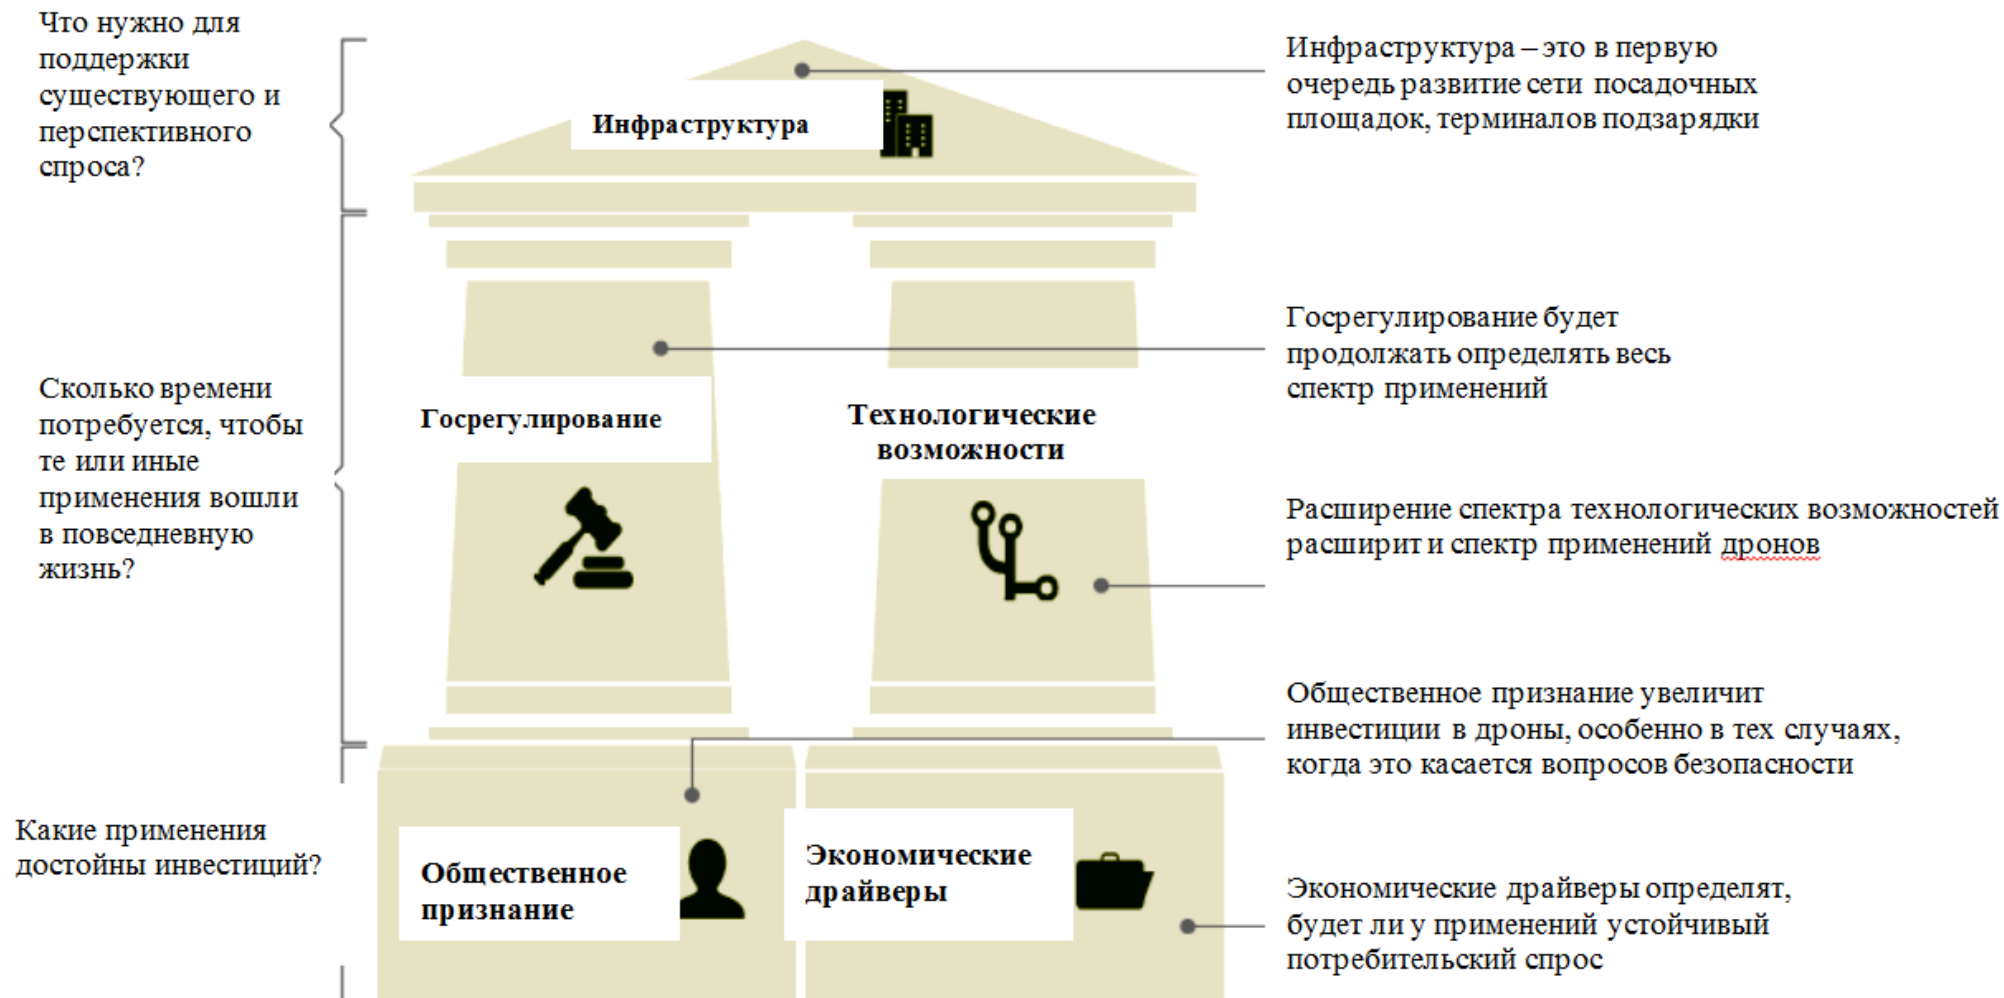 Что нужно для
поддержки
существующего и
перспективного
спроса?
Инфраструктура
Инфраструктура – это в первую
очередь развитие сети посадочных
площадок, терминалов подзарядки
Сколько времени
потребуется, чтобы
те или иные
применения вошли
в повседневную
жизнь?
Госрегулирование
Технологические
возможности
Госрегулирование будет
продолжать определять весь
спектр применений
Расширение спектра технологических возможностей
расширит и спектр применений дронов
Какие применения
достойны инвестиций?
Общественное
признание
Экономические
драйверы
Общественное признание увеличит
инвестиции в дроны, особенно в тех случаях,
когда это касается вопросов безопасности
Экономические драйверы определят,
будет ли у применений устойчивый
потребительский спрос